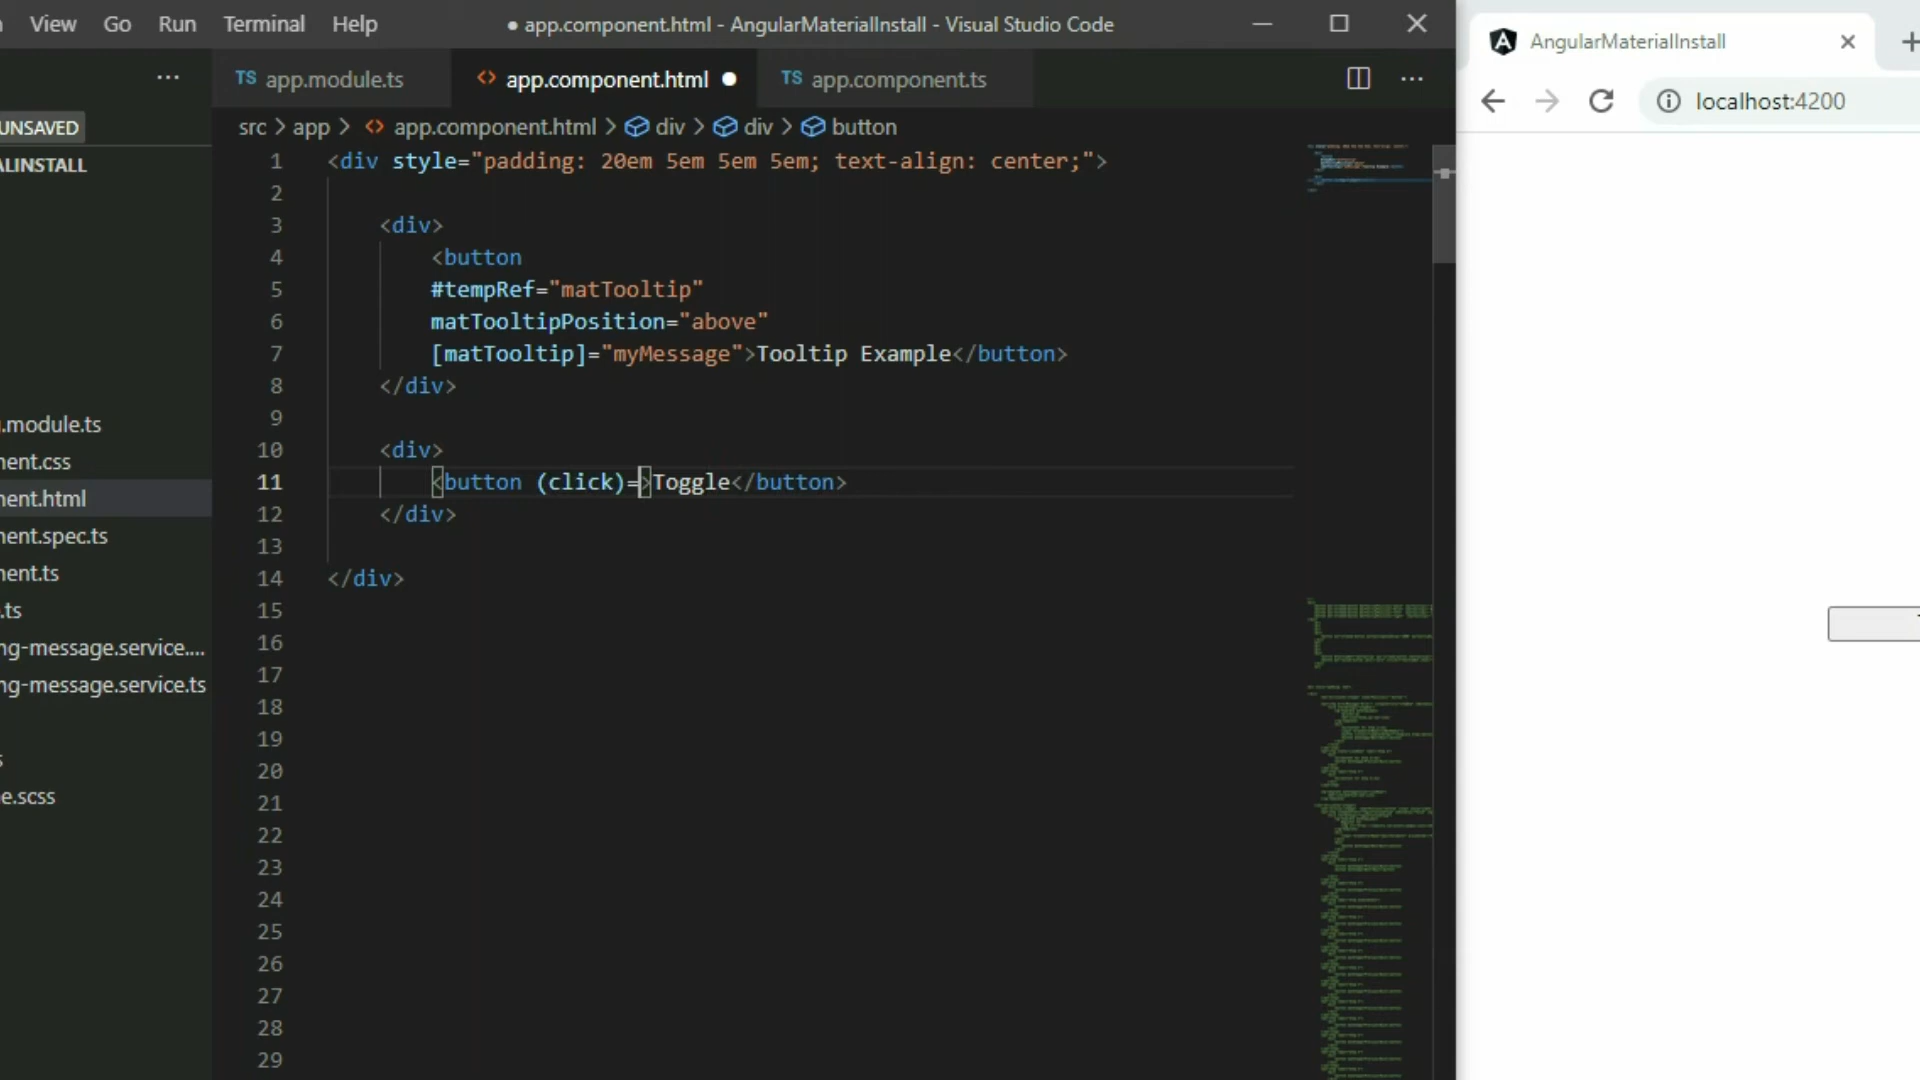 View Go Run Terminal Help
● app.component.html - AngularMaterialInstall - Visual Studio Code
AngularMaterialInstall
TS app.module.ts
app.component.html
TS app.component.ts
localhost:4200
UNSAVED
src > app > app.component.html > div > div > button
ALINSTALL
.module.ts
nent.css
nent.html
nent.spec.ts
nent.ts
.ts
ng-message.service....
ng-message.service.ts
s
e.scss
1 <div style="padding: 20em 5em 5em 5em; text-align: center;">
2
3 <div>
4 <button
5 #tempRef="matTooltip"
6 matTooltipPosition="above"
7 [matTooltip]="myMessage">Tooltip Example</button>
8 </div>
9
10 <div>
11 <button (click)=>Toggle</button>
12 </div>
13
14 </div>
15
16
17
18
19
20
21
22
23
24
25
26
27
28
29